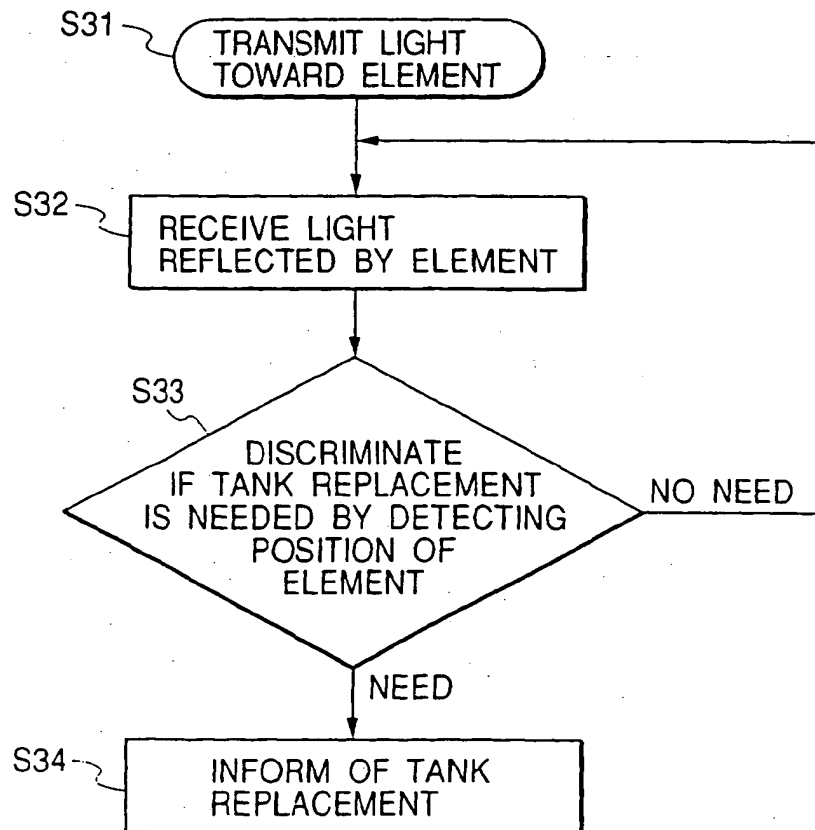 S31
TRANSMIT LIGHT
TOWARD ELEMENT
S32
RECEIVE LIGHT
REFLECTED BY ELEMENT
S33
DISCRIMINATE
IF TANK REPLACEMENT
IS NEEDED BY DETECTING
POSITION OF
ELEMENT
NO NEED
NEED
S34
INFORM OF TANK
REPLACEMENT